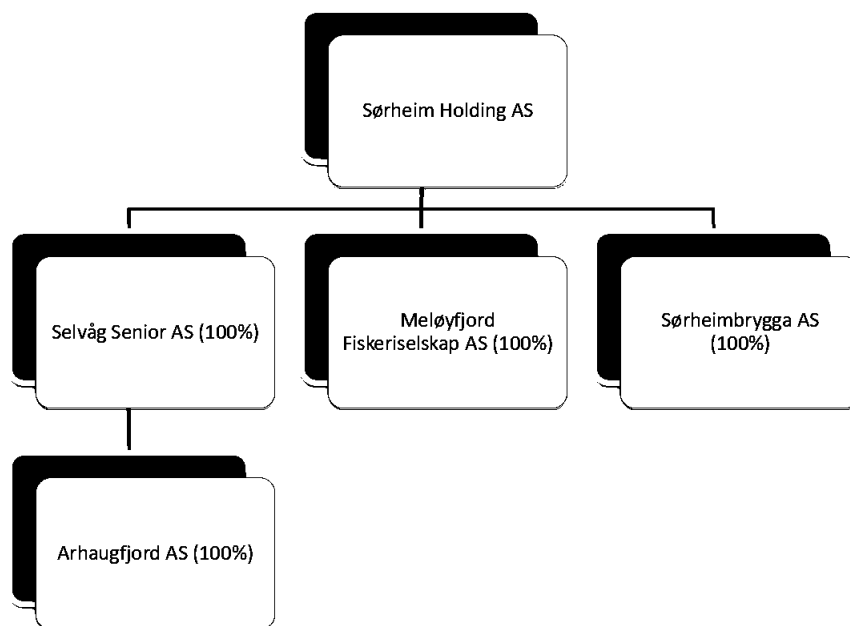 Sørheim Holding AS
Selvåg Senior AS (100%)
Meløyfjord
Fiskeriselskap AS (100%)
Sørheimbrygga AS
(100%)
Arhaugfjord AS (100%)